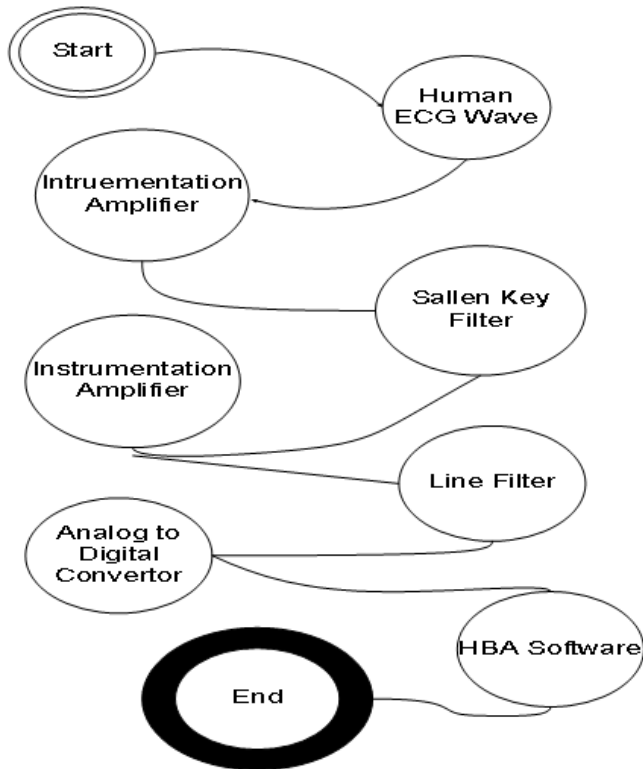 Start
Human
ECG Wave
Intruementation
Amplifier
Sallen Key
Filter
Instrumentation
Amplifier
Line Filter
Analog to
Digital
Convertor
HBA Software
End